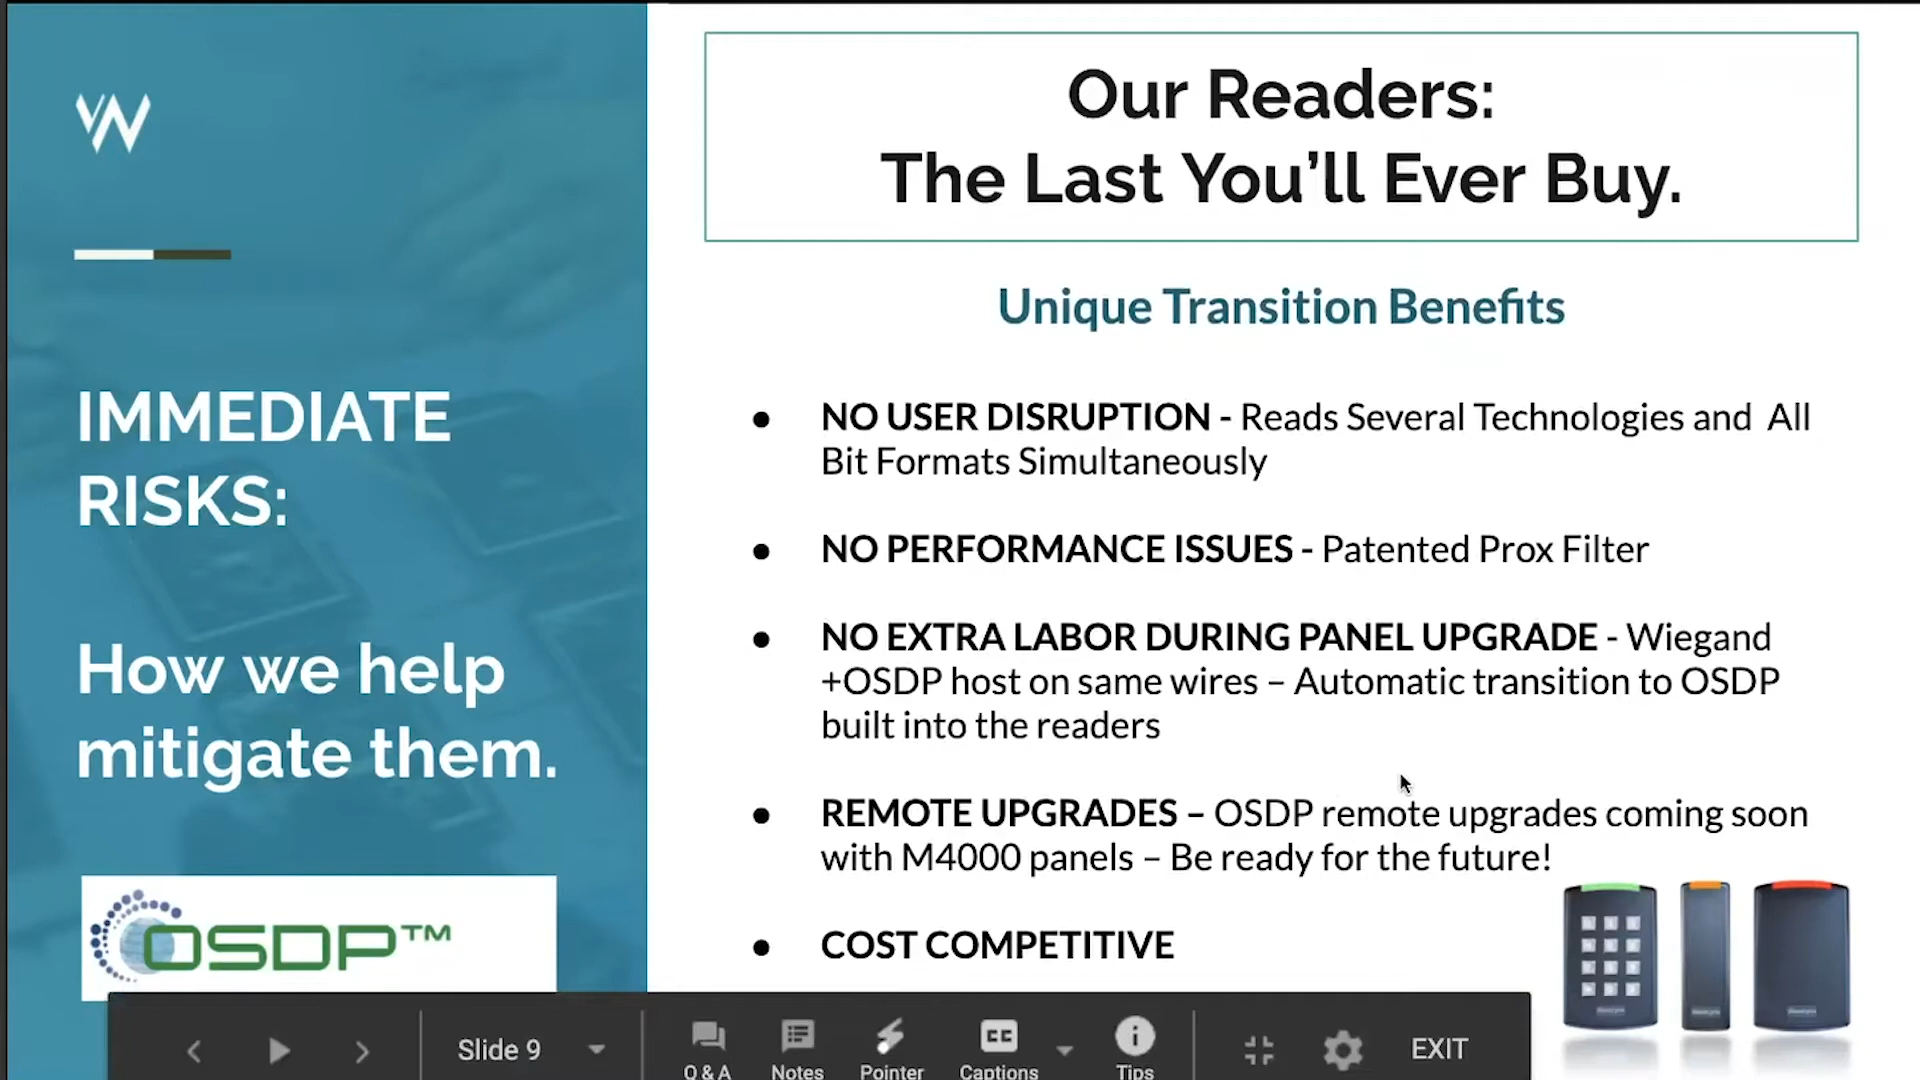 W
IMMEDIATE
RISKS:
How we help
mitigate them.
OSDP™
Our Readers:
The Last You’ll Ever Buy.
Unique Transition Benefits
● NO USER DISRUPTION - Reads Several Technologies and All
Bit Formats Simultaneously
● NO PERFORMANCE ISSUES - Patented Prox Filter
● NO EXTRA LABOR DURING PANEL UPGRADE - Wiegand
+OSDP host on same wires – Automatic transition to OSDP
built into the readers
● REMOTE UPGRADES – OSDP remote upgrades coming soon
with M4000 panels – Be ready for the future!
● COST COMPETITIVE
Slide 9
Q & A
Notes
Pointer
CC
Captions
Tips
EXIT